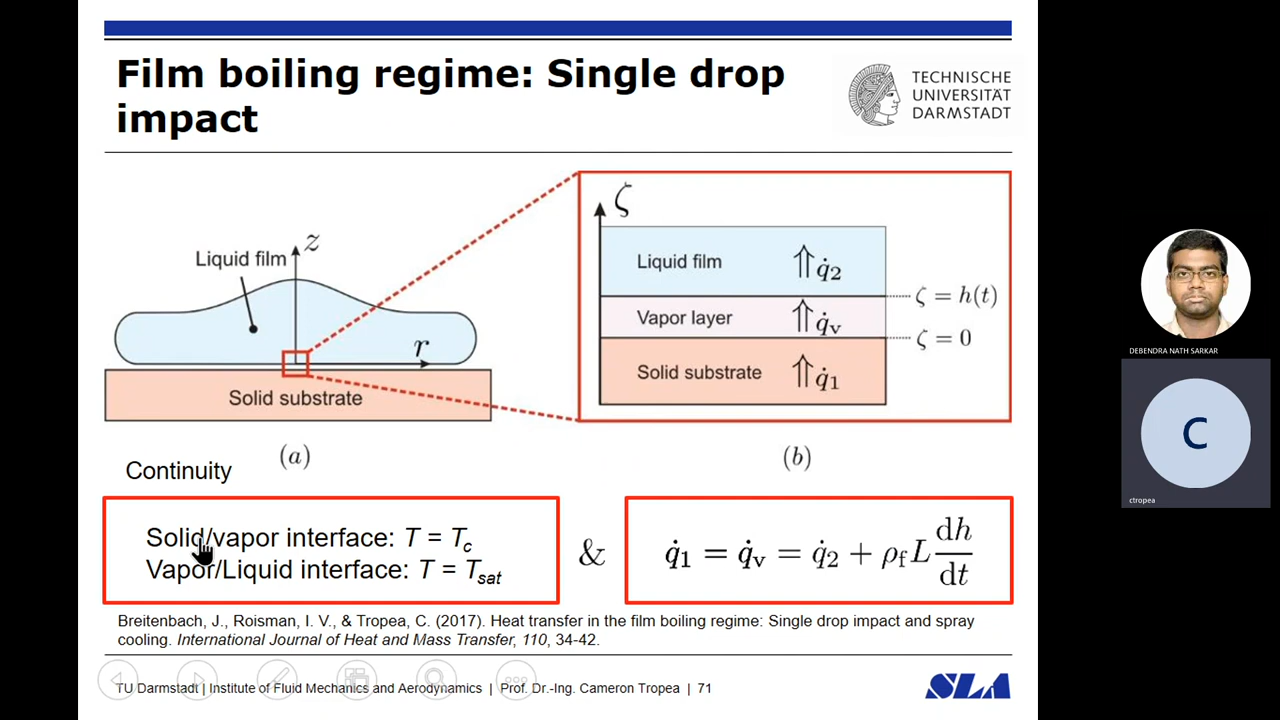 Film boiling regime: Single drop
impact
TECHNISCHE
UNIVERSITÄT
DARMSTADT
Liquid film
z
r
Solid substrate
(a)
ζ
Liquid film ⇑ q̇₂
ζ = h(t)
Vapor layer ⇑ q̇ᵥ
ζ = 0
Solid substrate ⇑ q̇₁
(b)
Continuity
Solid/vapor interface: T = Tc
Vapor/Liquid interface: T = Tsat
&
q̇₁ = q̇ᵥ = q̇₂ + ρf L dh/dt
Breitenbach, J., Roisman, I. V., & Tropea, C. (2017). Heat transfer in the film boiling regime: Single drop impact and spray
cooling. International Journal of Heat and Mass Transfer, 110, 34-42.
TU Darmstadt | Institute of Fluid Mechanics and Aerodynamics | Prof. Dr.-Ing. Cameron Tropea | 71
SLA
DEBENDRA NATH SARKAR
C
ctropea